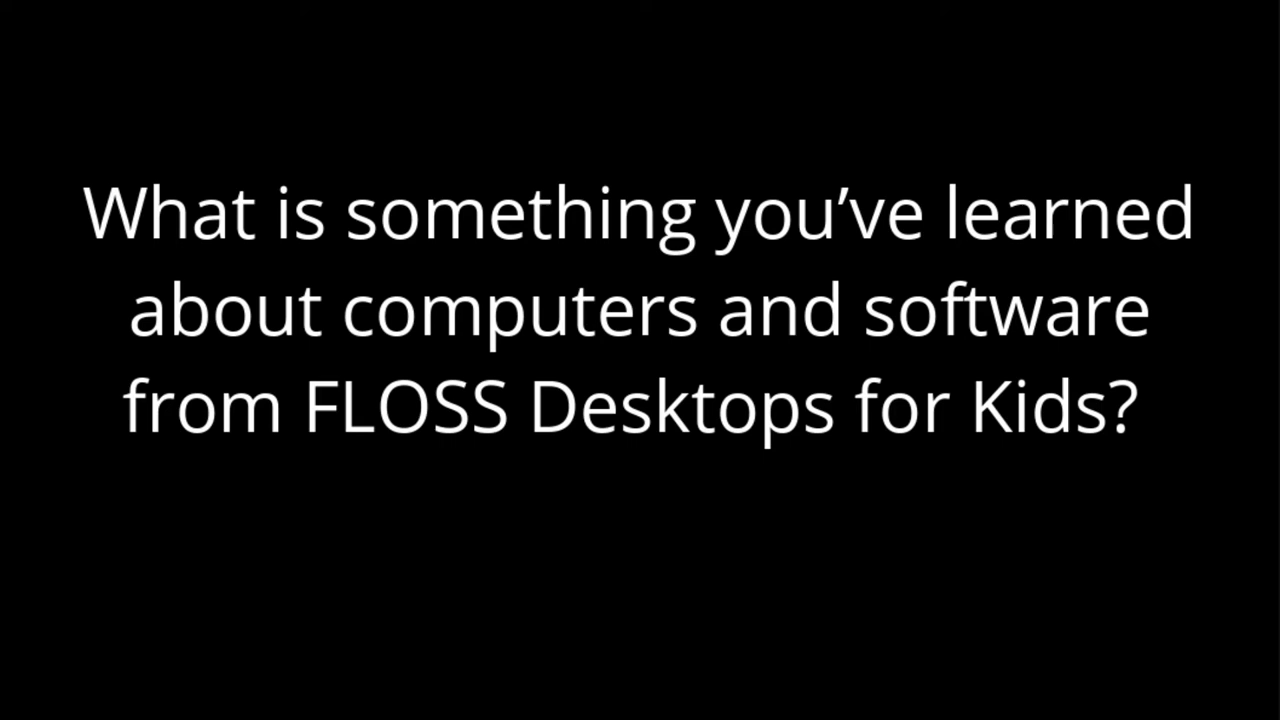 What is something you’ve learned
about computers and software
from FLOSS Desktops for Kids?